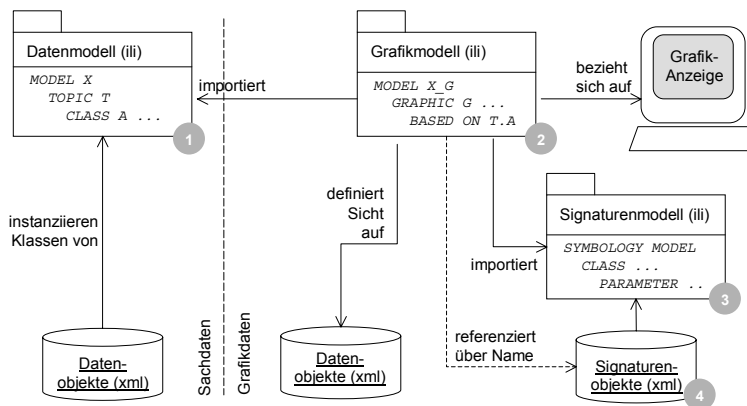 Datenmodell (ili)
MODEL X
TOPIC T
CLASS A ...
1
importiert
Grafikmodell (ili)
MODEL X_G
GRAPHIC G ...
BASED ON T.A
2
bezieht
sich auf
Grafik-
Anzeige
instanziieren
Klassen von
definiert
Sicht
auf
importiert
Signaturenmodell (ili)
SYMBOLOGY MODEL
CLASS ...
PARAMETER ..
3
Daten-
objekte (xml)
Sachdaten
Grafikdaten
Daten-
objekte (xml)
referenziert
über Name
Signaturen-
objekte (xml)
4